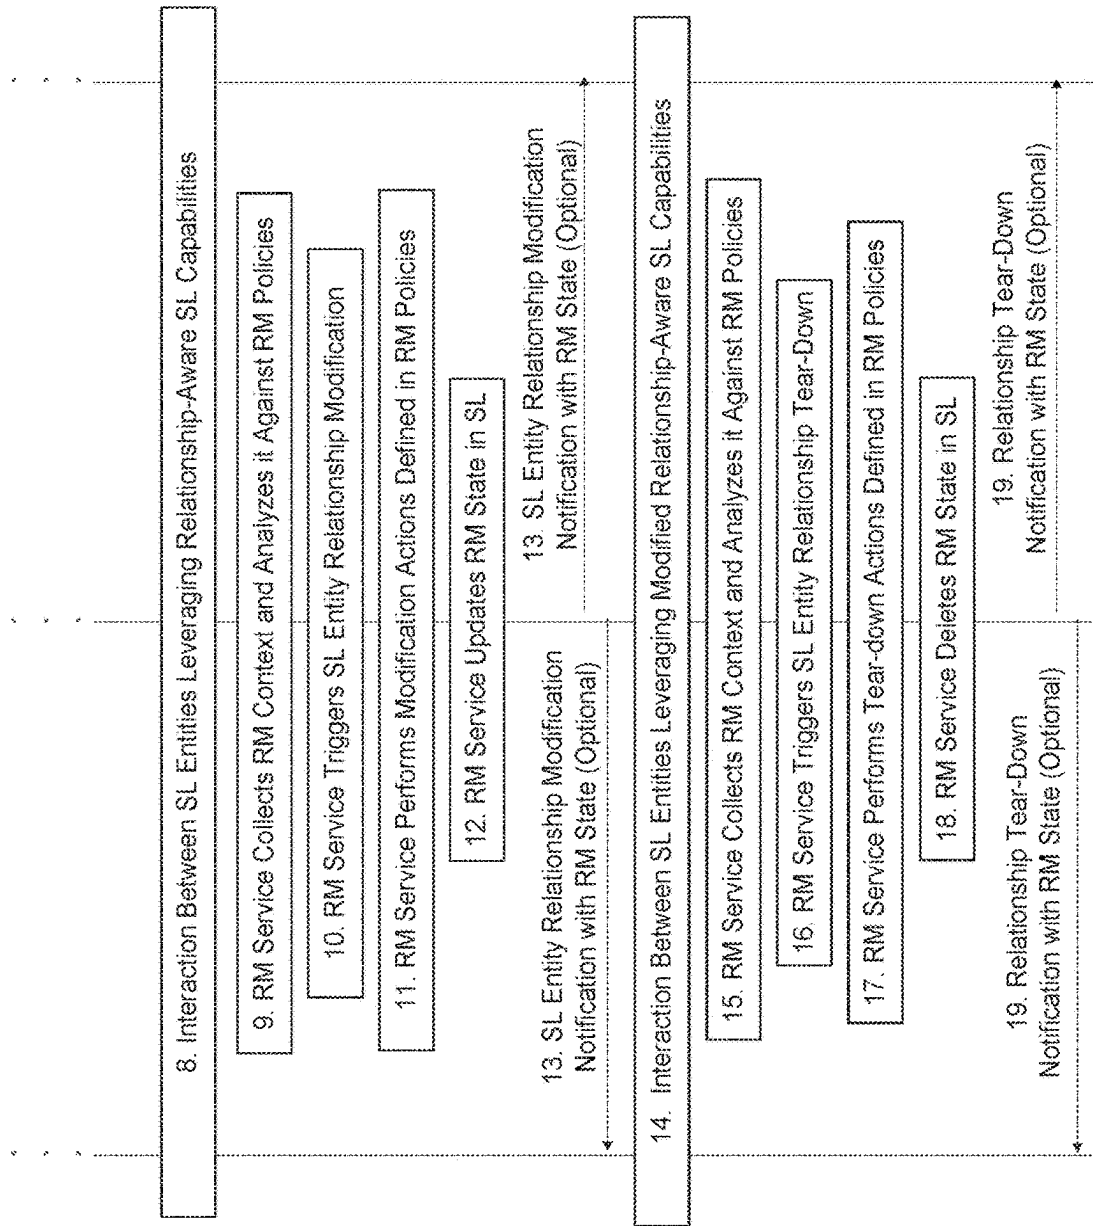 8. Interaction Between SL Entities Leveraging Relationship-Aware SL Capabilities
9. RM Service Collects RM Context and Analyzes it Against RM Policies
10. RM Service Triggers SL Entity Relationship Modification
11. RM Service Performs Modification Actions Defined in RM Policies
12. RM Service Updates RM State in SL
13. SL Entity Relationship Modification
Notification with RM State (Optional)
13. SL Entity Relationship Modification
Notification with RM State (Optional)
14. Interaction Between SL Entities Leveraging Modified Relationship-Aware SL Capabilities
15. RM Service Collects RM Context and Analyzes it Against RM Policies
16. RM Service Triggers SL Entity Relationship Tear-Down
17. RM Service Performs Tear-down Actions Defined in RM Policies
18. RM Service Deletes RM State in SL
19. Relationship Tear-Down
Notification with RM State (Optional)
19. Relationship Tear-Down
Notification with RM State (Optional)